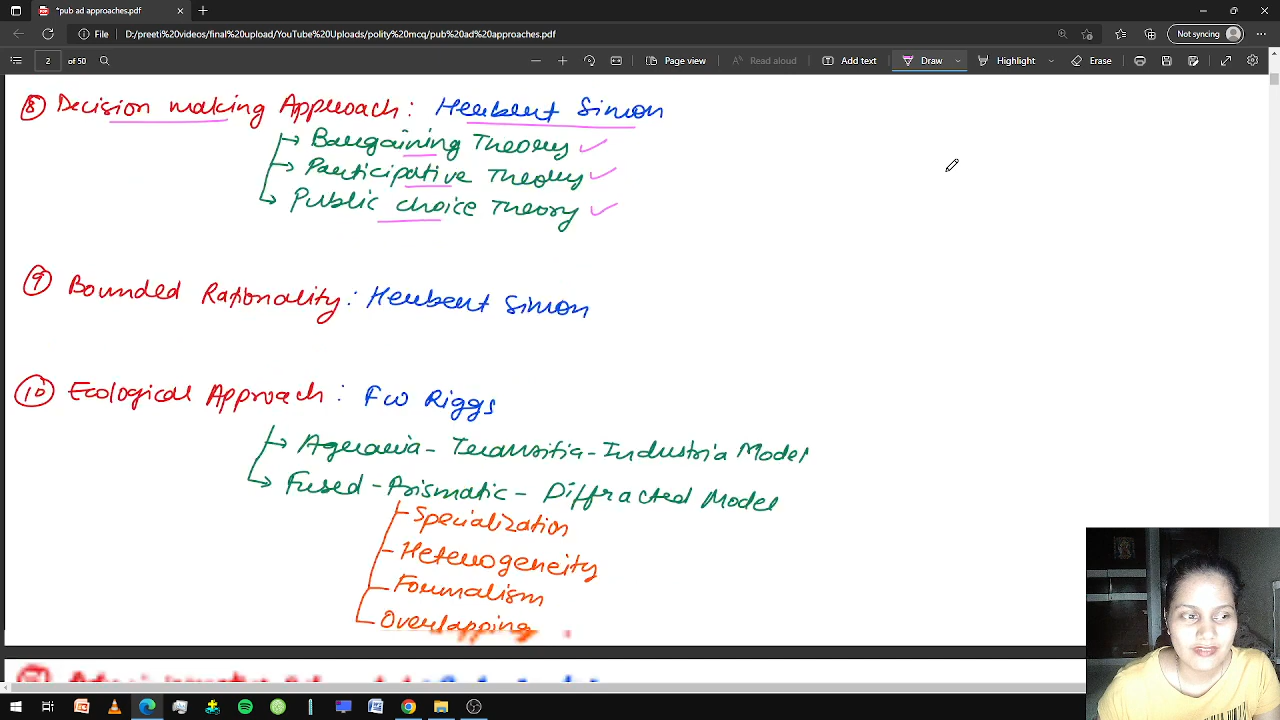 *pub ad approaches.pdf
File
D:/preeti%20videos/final%20upload/YouTube%20Uploads/polity%20mcq/pub%20ad%20approaches.pdf
Not syncing
2 of 50
Page view
Read aloud
Add text
Draw
Highlight
Erase
8 Decision making Approach: Herbert Simon
Bargaining Theory
Participative Theory
Public choice Theory
9 Bounded Rationality: Herbert Simon
10 Ecological Approach: FW Riggs
Agraria-Transitia-Industria Model
Fused-Prismatic-Diffracted Model
Specialization
Heterogeneity
Formalism
Overlapping